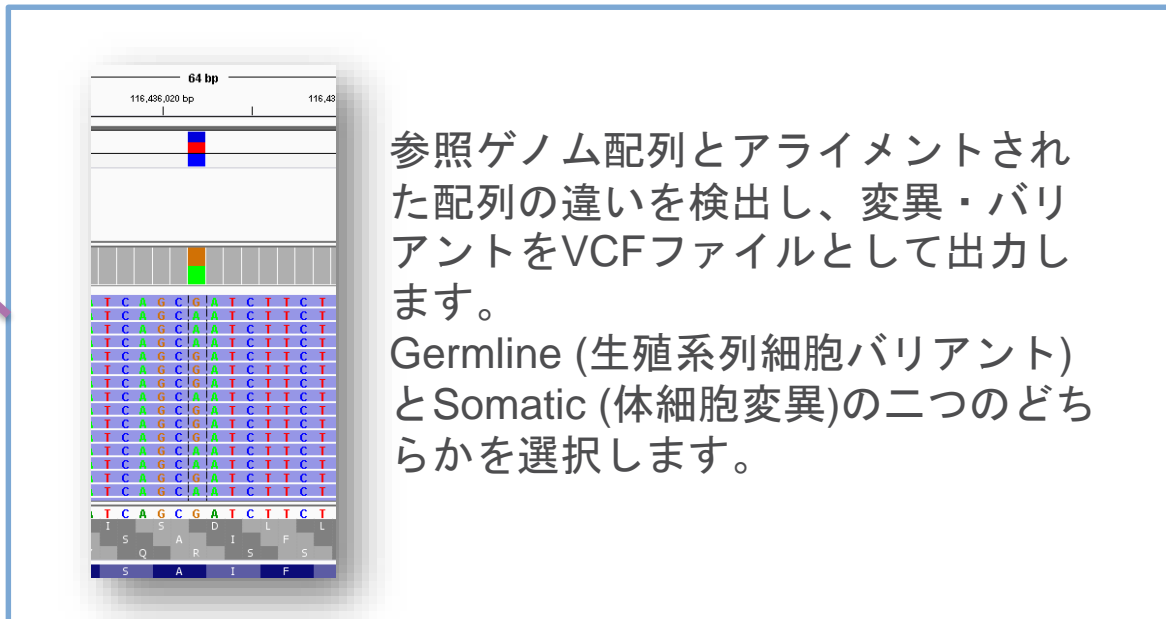 64 bp
116,436,020 bp 116,43
T C A G C G A T C T T C T
T C A G C A A T C T T C T
T C A G C A A T C T T C T
T C A G C A A T C T T C T
T C A G C G A T C T T C T
T C A G C G A T C T T C T
T C A G C G A T C T T C T
T C A G C A A T C T T C T
T C A G C G A T C T T C T
T C A G C G A T C T T C T
T C A G C G A T C T T C T
T C A G C A A T C T T C T
T C A G C A A T C T T C T
T C A G C G A T C T T C T
T C A G C A A T C T T C T
T C A G C G A T C T T C T
I S D L L
S A I F
Q R S S
S A I F
参照ゲノム配列とアライメントされ
た配列の違いを検出し、変異・バリ
アントをVCFファイルとして出力し
ます。
Germline (生殖系列細胞バリアント)
とSomatic (体細胞変異)の二つのどち
らかを選択します。